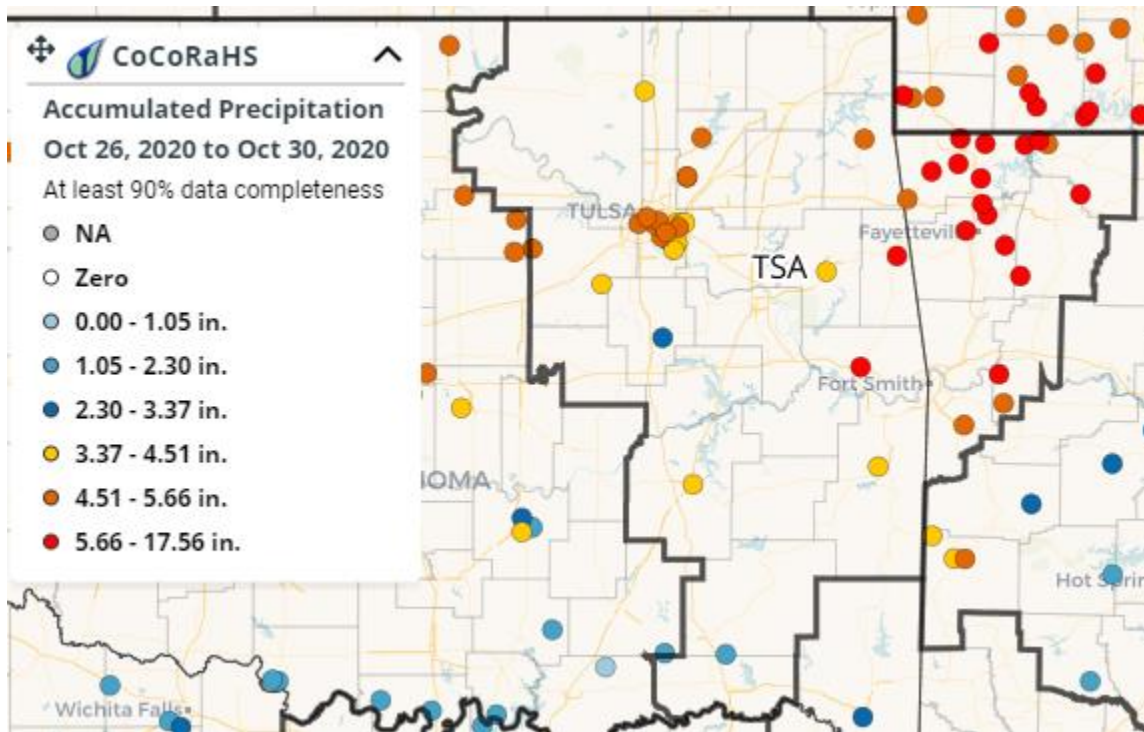 CoCoRaHS
Accumulated Precipitation
Oct 26, 2020 to Oct 30, 2020
At least 90% data completeness
NA
Zero
0.00 - 1.05 in.
1.05 - 2.30 in.
2.30 - 3.37 in.
3.37 - 4.51 in.
4.51 - 5.66 in.
5.66 - 17.56 in.
TULSA
Fayettevil
TSA
Fort Smith
HOMA
Hot Sprin
Wichita Falls